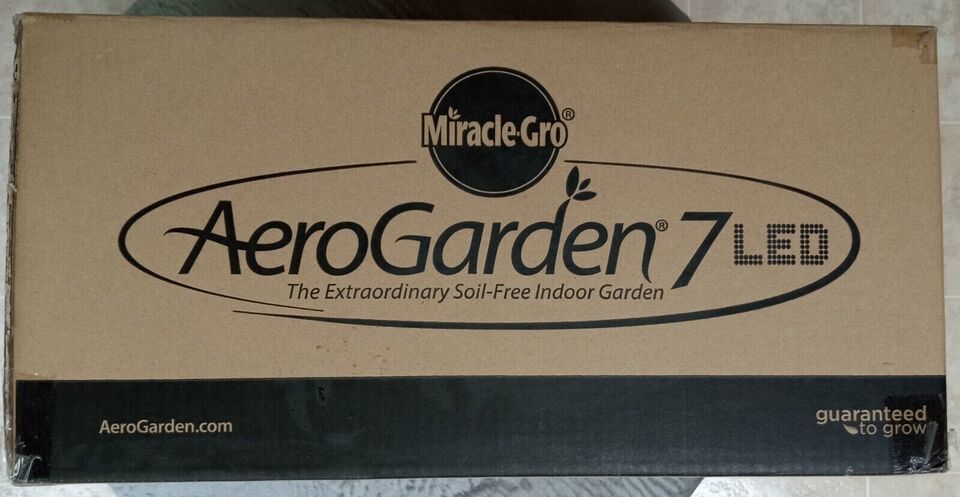 Miracle-Gro®
AeroGarden® 7 LED
The Extraordinary Soil-Free Indoor Garden
AeroGarden.com
guaranteed
to grow